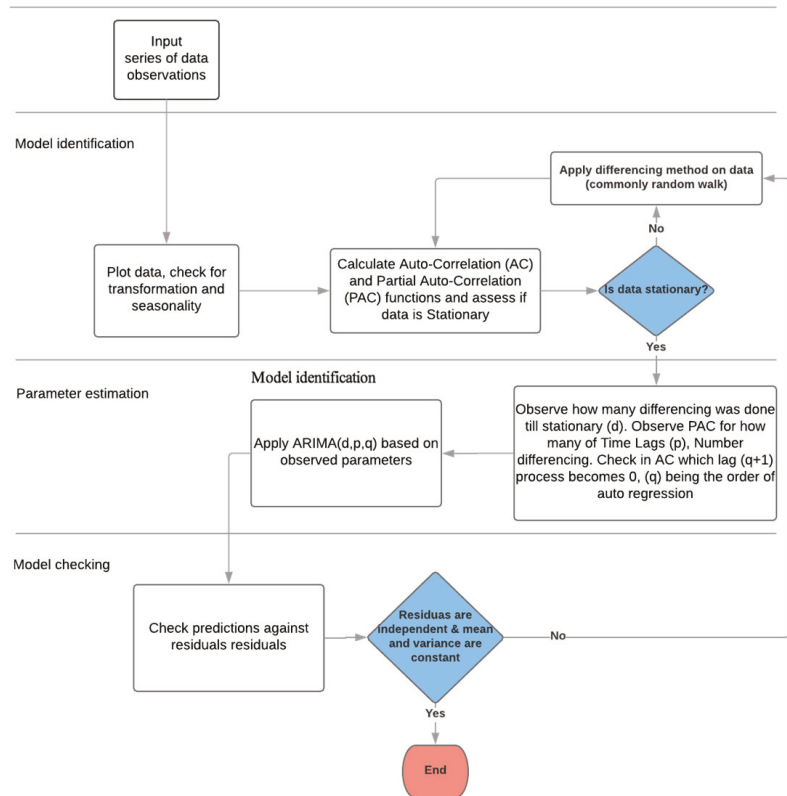 Input
series of data
observations
Model identification
Apply differencing method on data
(commonly random walk)
No
Plot data, check for
transformation and
seasonality
Calculate Auto-Correlation (AC)
and Partial Auto-Correlation
(PAC) functions and assess if
data is Stationary
Is data stationary?
Yes
Parameter estimation
Model identification
Apply ARIMA(d,p,q) based on
observed parameters
Observe how many differencing was done
till stationary (d). Observe PAC for how
many of Time Lags (p), Number
differencing. Check in AC which lag (q+1)
process becomes 0, (q) being the order of
auto regression
Model checking
Check predictions against
residuals residuals
Residuas are
independent & mean
and variance are
constant
No
Yes
End